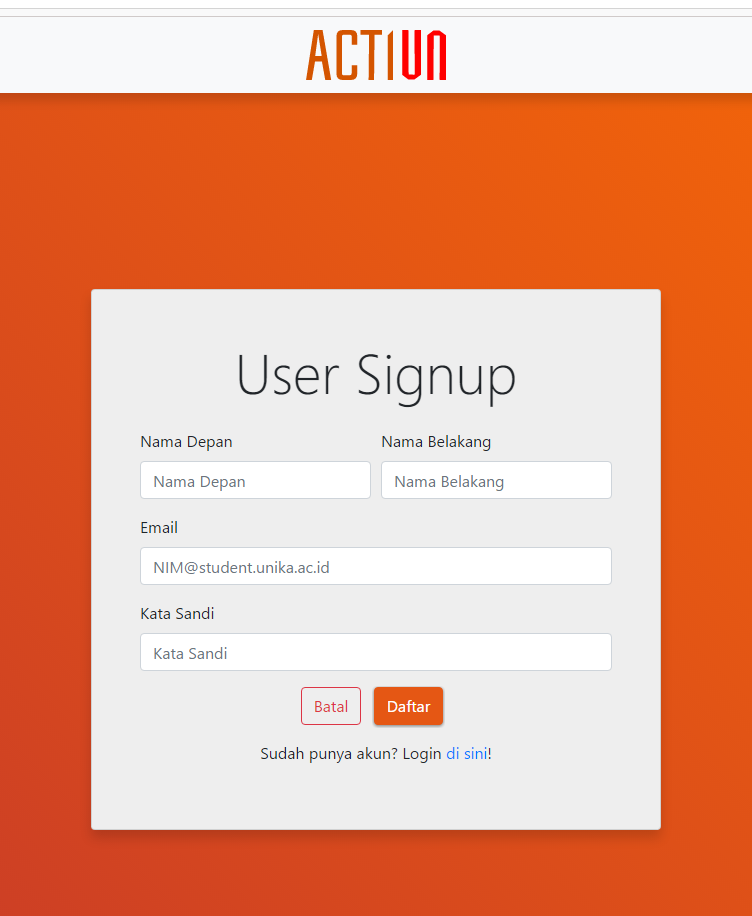 ACTIUN
User Signup
Nama Depan Nama Belakang
Nama Depan Nama Belakang
Email
NIM@student.unika.ac.id
Kata Sandi
Kata Sandi
Batal Daftar
Sudah punya akun? Login di sini!